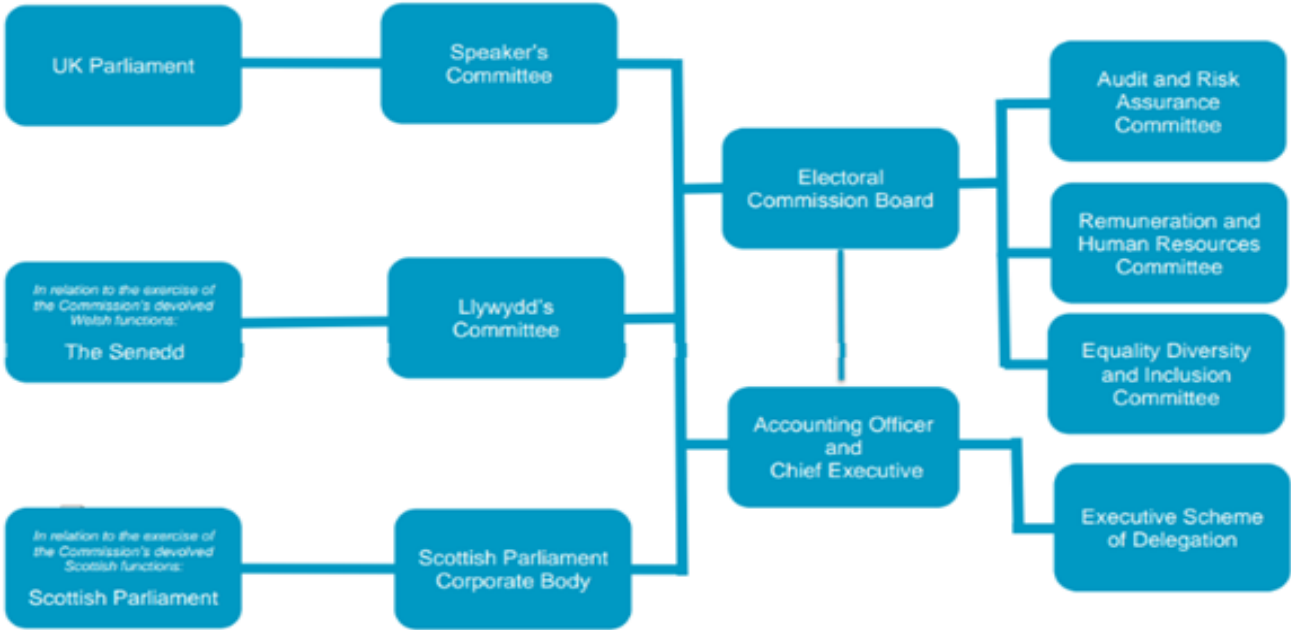 UK Parliament
Speaker's
Committee
Audit and Risk
Assurance
Committee
Electoral
Commission Board
Remuneration and
Human Resources
Committee
In relation to the exercise of
the Commission's devolved
Welsh functions:
The Senedd
Llywydd's
Committee
Equality Diversity
and Inclusion
Committee
Accounting Officer
and
Chief Executive
Executive Scheme
of Delegation
In relation to the exercise of
the Commission's devolved
Scottish functions:
Scottish Parliament
Scottish Parliament
Corporate Body